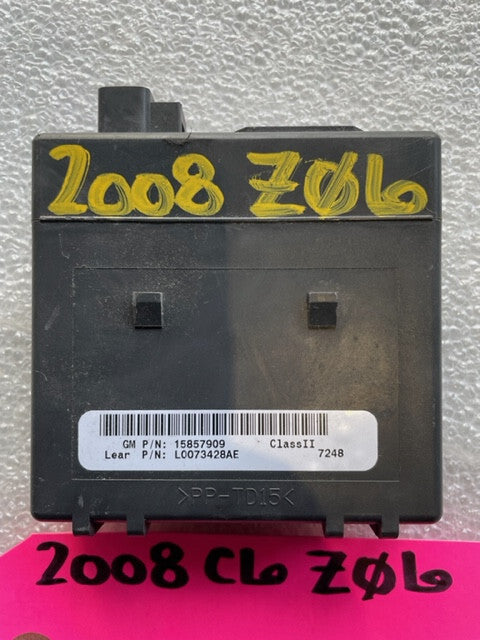 2008 ZØ6
GM P/N: 15857909 ClassII
Lear P/N: L0073428AE 7248
>PP-TD15<
2008 C6 ZØ6